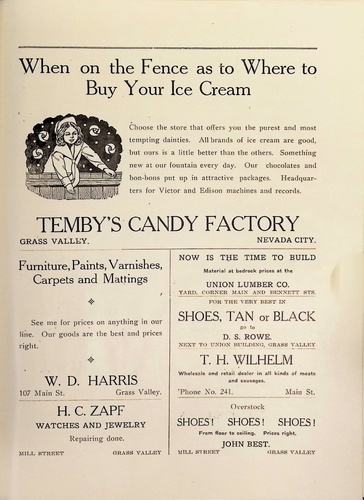 When on the Fence as to Where to
Buy Your Ice Cream
Choose the store that offers you the purest and most
tempting dainties. All brands of ice cream are good,
but ours is a little better than the others. Something
new at our fountain every day. Our chocolates and
bon-bons put up in attractive packages. Headquar-
ters for Victor and Edison machines and records.
TEMBY'S CANDY FACTORY
GRASS VALLEY. NEVADA CITY.
Furniture, Paints, Varnishes,
Carpets and Mattings
See me for prices on anything in our
line. Our goods are the best and prices
right.
W. D. HARRIS
107 Main St. Grass Valley.
H. C. ZAPF
WATCHES AND JEWELRY
Repairing done.
MILL STREET GRASS VALLEY
NOW IS THE TIME TO BUILD
Material at bedrock prices at the
UNION LUMBER CO.
YARD, CORNER MAIN AND BENNETT STS.
FOR THE VERY BEST IN
SHOES, TAN or BLACK
go to
D. S. ROWE.
NEXT TO UNION BUILDING, GRASS VALLEY
T. H. WILHELM
Wholesale and retail dealer in all kinds of meats
and sausages.
'Phone No. 241. Main St.
Overstock
SHOES! SHOES! SHOES!
From floor to ceiling. Prices right.
JOHN BEST.
MILL STREET GRASS VALLEY